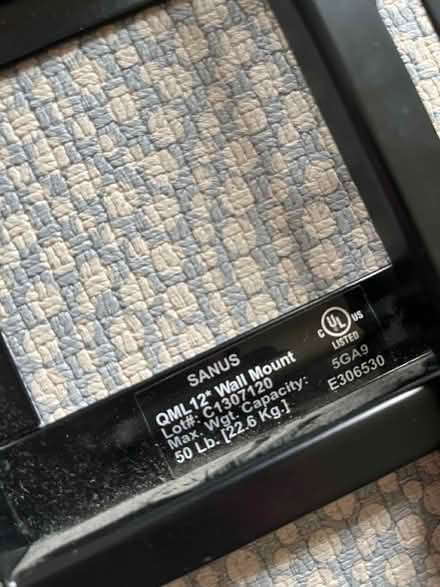 SANUS
QML12" Wall Mount
Lot#: C1307120
Max. Wgt. Capacity:
50 Lb. [22.6 Kg.]
C UL US
LISTED
5GA9
E306530